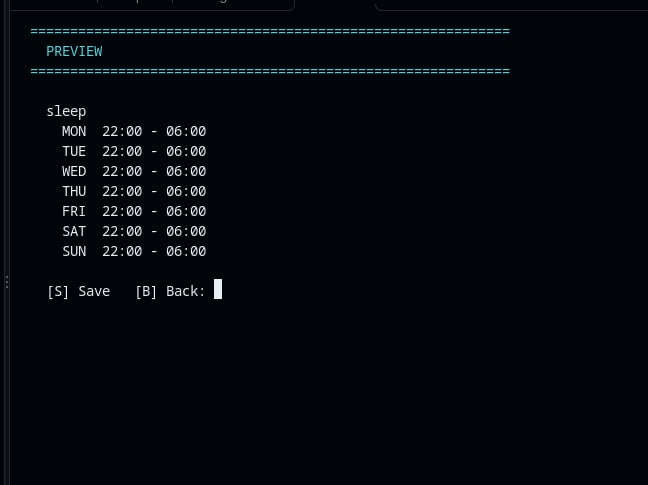 ============================================================
PREVIEW
============================================================
sleep
MON 22:00 - 06:00
TUE 22:00 - 06:00
WED 22:00 - 06:00
THU 22:00 - 06:00
FRI 22:00 - 06:00
SAT 22:00 - 06:00
SUN 22:00 - 06:00
[S] Save [B] Back: